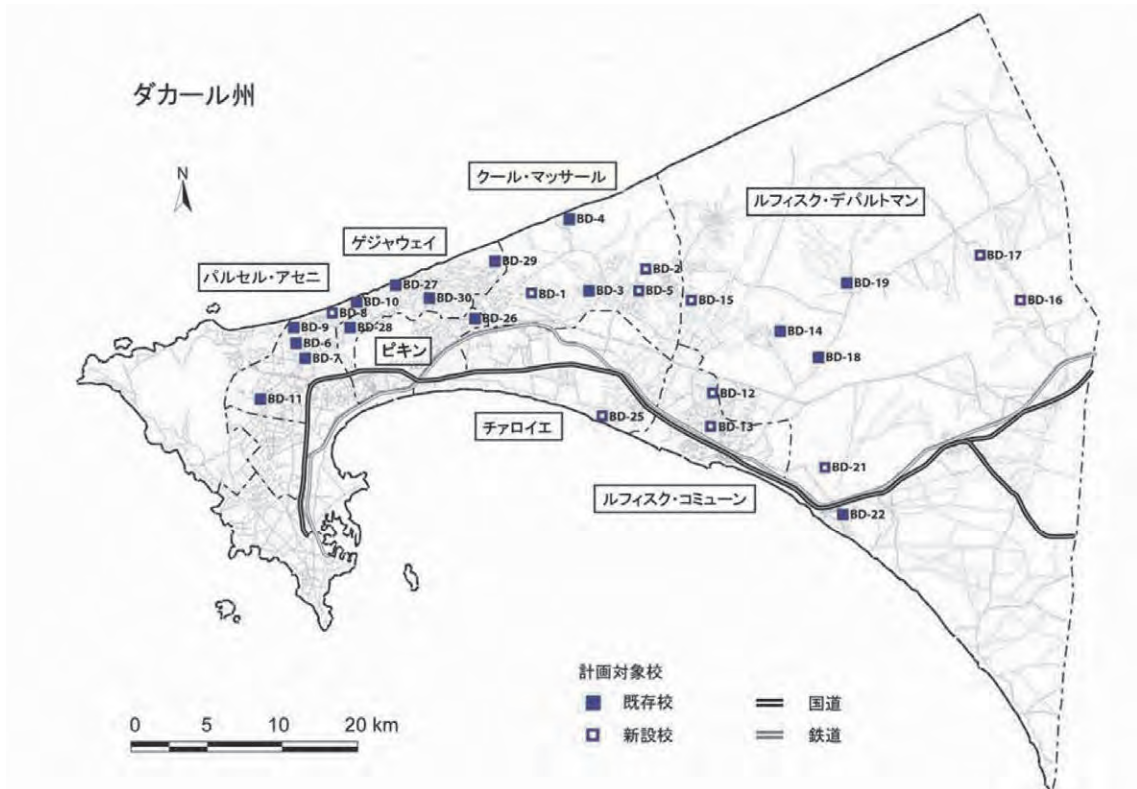 ダカール州
N
クール・マッサール
ルフィスク・デパルトマン
BD-4
ゲジャウェイ
BD-29
BD-17
パルセル・アセニ
BD-27
BD-2
BD-19
BD-10
BD-30
BD-1
BD-3
BD-5
BD-15
BD-16
BD-8
BD-9
BD-28
BD-26
BD-14
BD-6
ピキン
BD-7
BD-18
BD-11
BD-12
BD-25
BD-13
チァロイエ
BD-21
ルフィスク・コミューン
BD-22
計画対象校
既存校
国道
新設校
鉄道
0 5 10 20 km